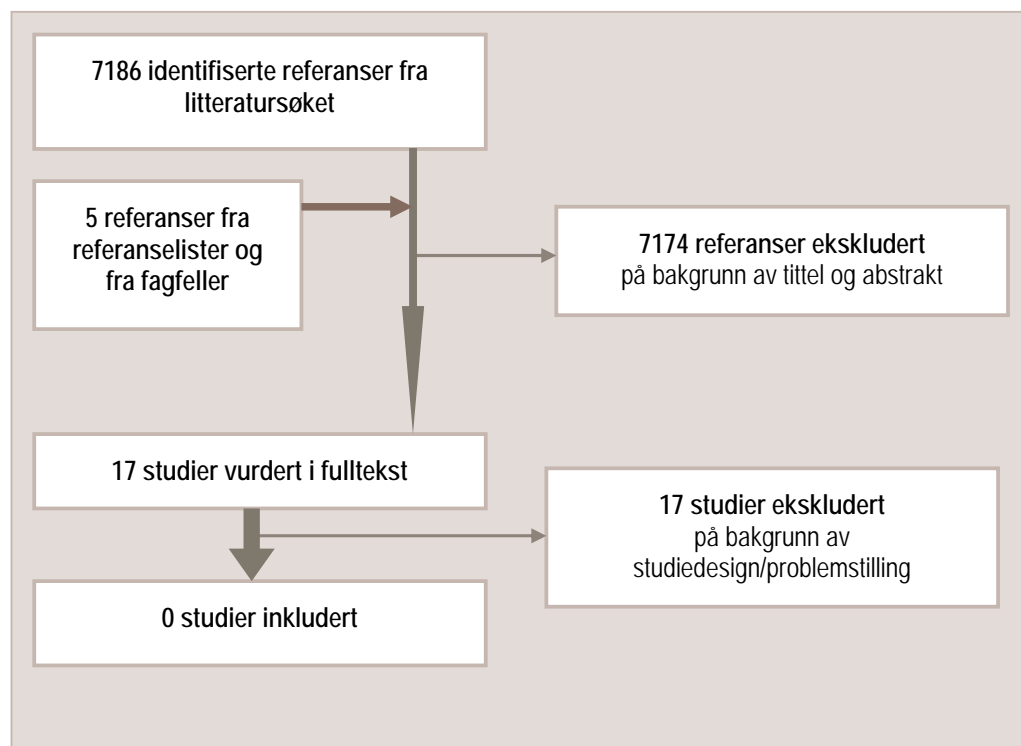 7186 identifiserte referanser fra
litteratursøket
5 referanser fra
referanselister og
fra fagfeller
7174 referanser ekskludert
på bakgrunn av tittel og abstrakt
17 studier vurdert i fulltekst
17 studier ekskludert
på bakgrunn av
studiedesign/problemstilling
0 studier inkludert